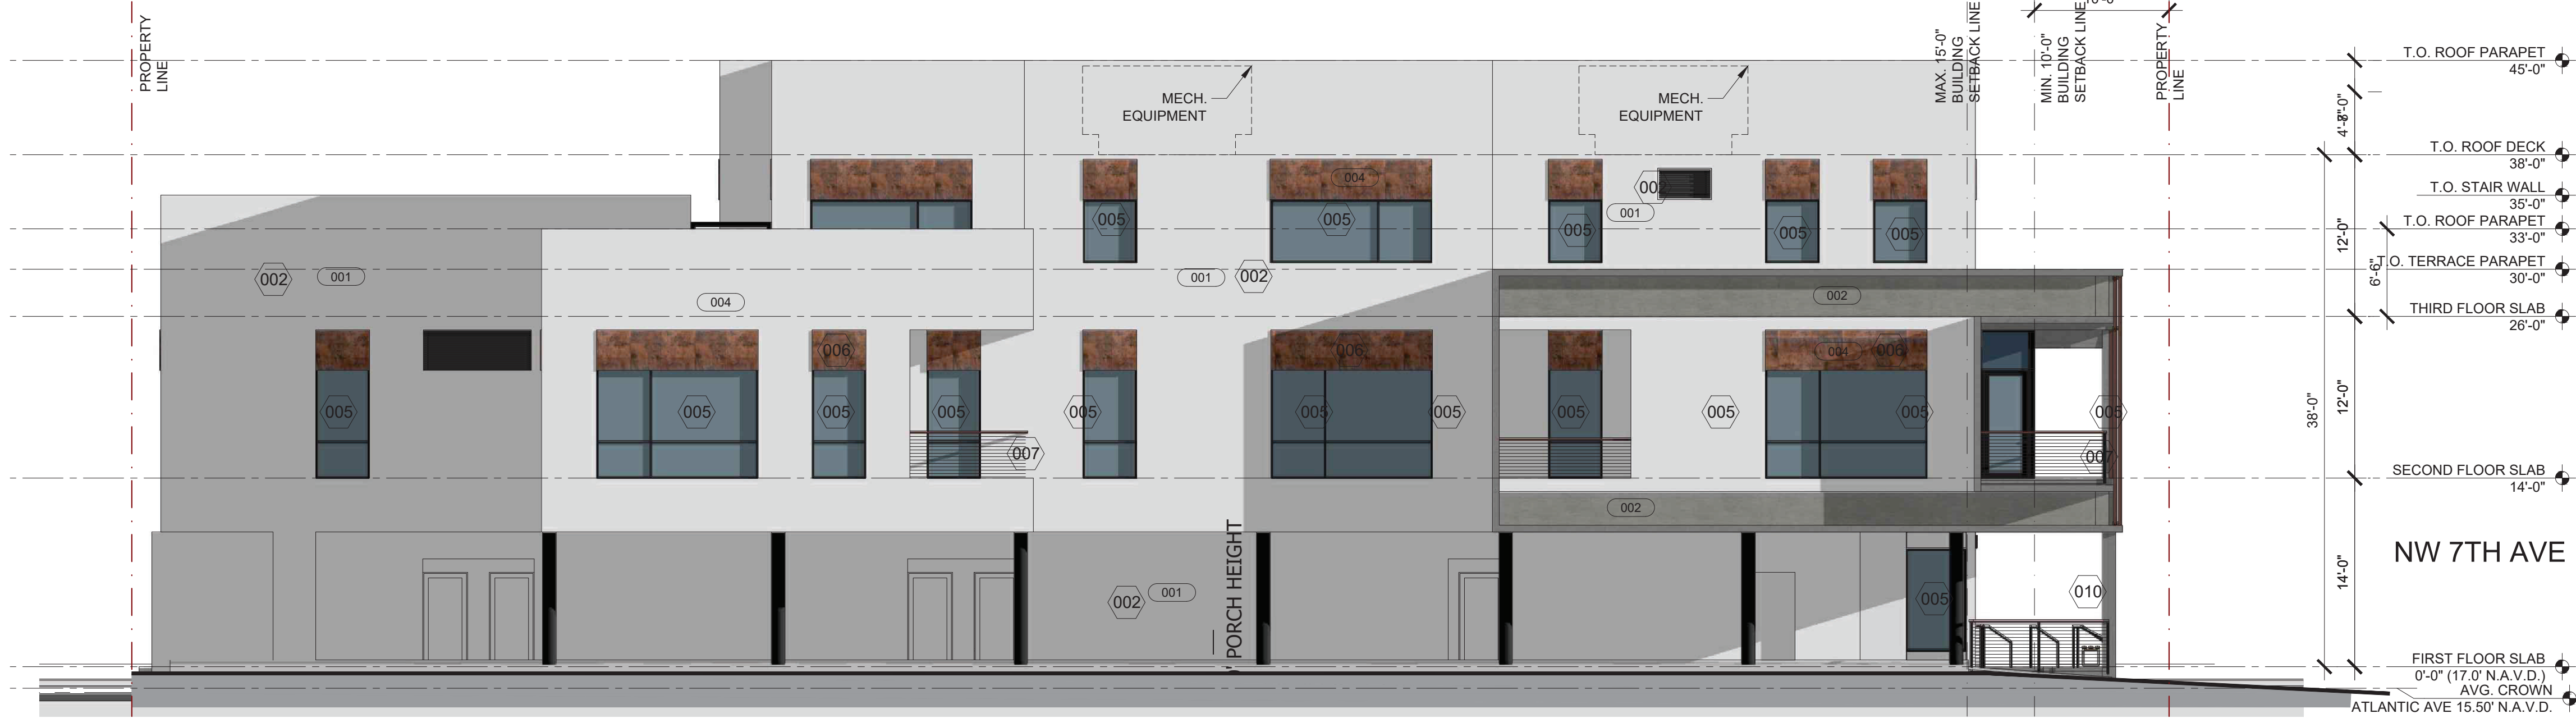 PROPERTY
LINE
MAX. 15'-0"
BUILDING
SETBACK LINE
MIN. 10'-0"
BUILDING
SETBACK LINE
PROPERTY
LINE
T.O. ROOF PARAPET
45'-0"
MECH.
EQUIPMENT
MECH.
EQUIPMENT
T.O. ROOF DECK
38'-0"
T.O. STAIR WALL
35'-0"
T.O. ROOF PARAPET
33'-0"
T.O. TERRACE PARAPET
30'-0"
THIRD FLOOR SLAB
26'-0"
SECOND FLOOR SLAB
14'-0"
FIRST FLOOR SLAB
0'-0" (17.0' N.A.V.D.)
AVG. CROWN
ATLANTIC AVE 15.50' N.A.V.D.
12'-0"
6'-6"
12'-0"
38'-0"
14'-0"
NW 7TH AVE
004
002
005
005
005
001
005
005
002
001
001
002
004
002
006
006
004
006
005
005
005
005
005
005
005
005
005
005
005
007
007
002
PORCH HEIGHT
002
001
005
010